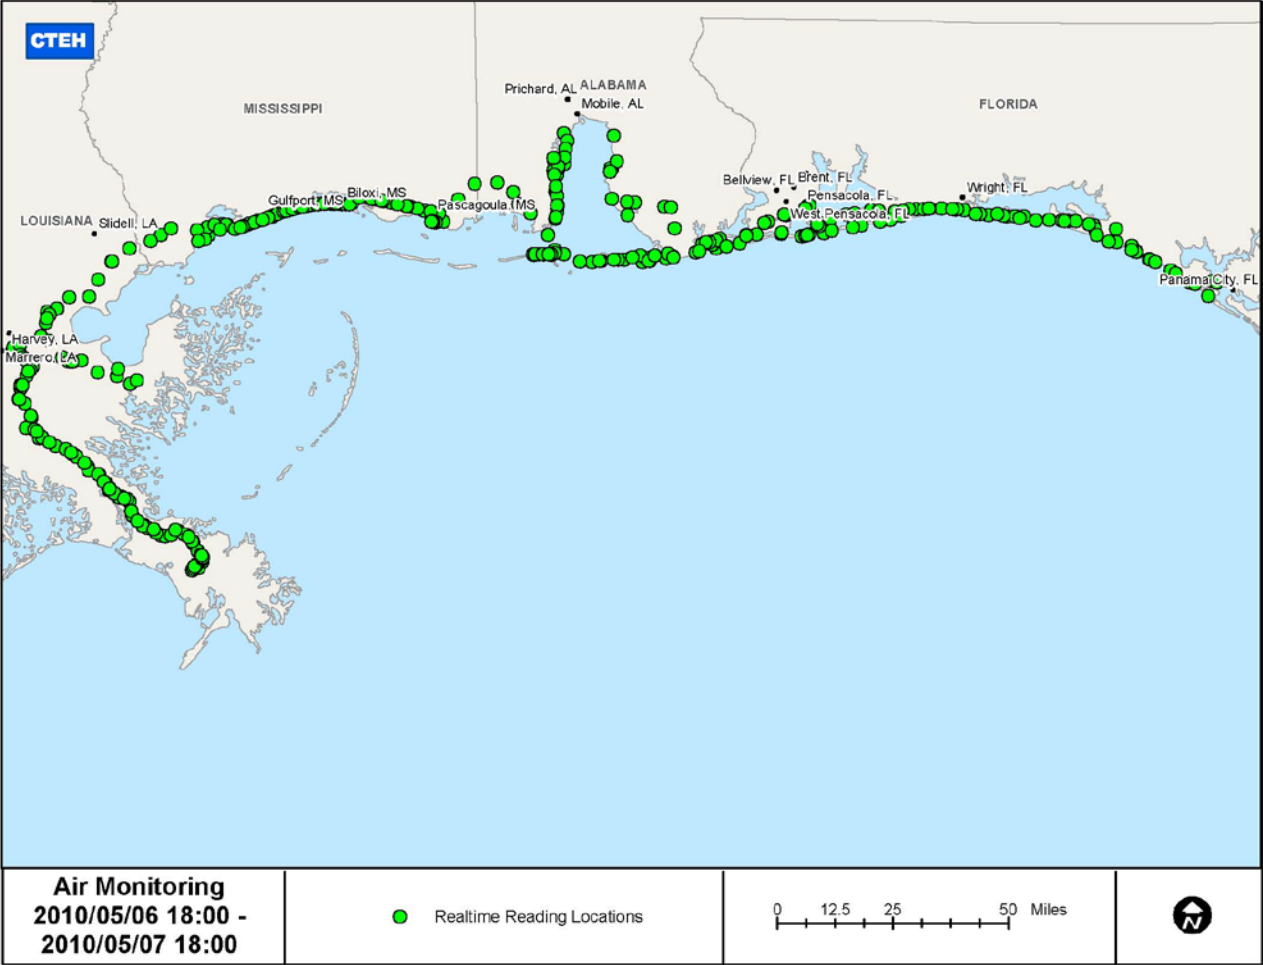 CTEH
Prichard, AL
ALABAMA
Mobile, AL
MISSISSIPPI
FLORIDA
Bellview, FL
Brent, FL
Wright, FL
Pensacola, FL
Biloxi, MS
Gulfport, MS
Pascagoula, MS
West Pensacola, FL
LOUISIANA
Slidell, LA
Panama City, FL
Harvey, LA
Marrero, LA
Air Monitoring
2010/05/06 18:00 -
2010/05/07 18:00
Realtime Reading Locations
0 12.5 25 50 Miles
N